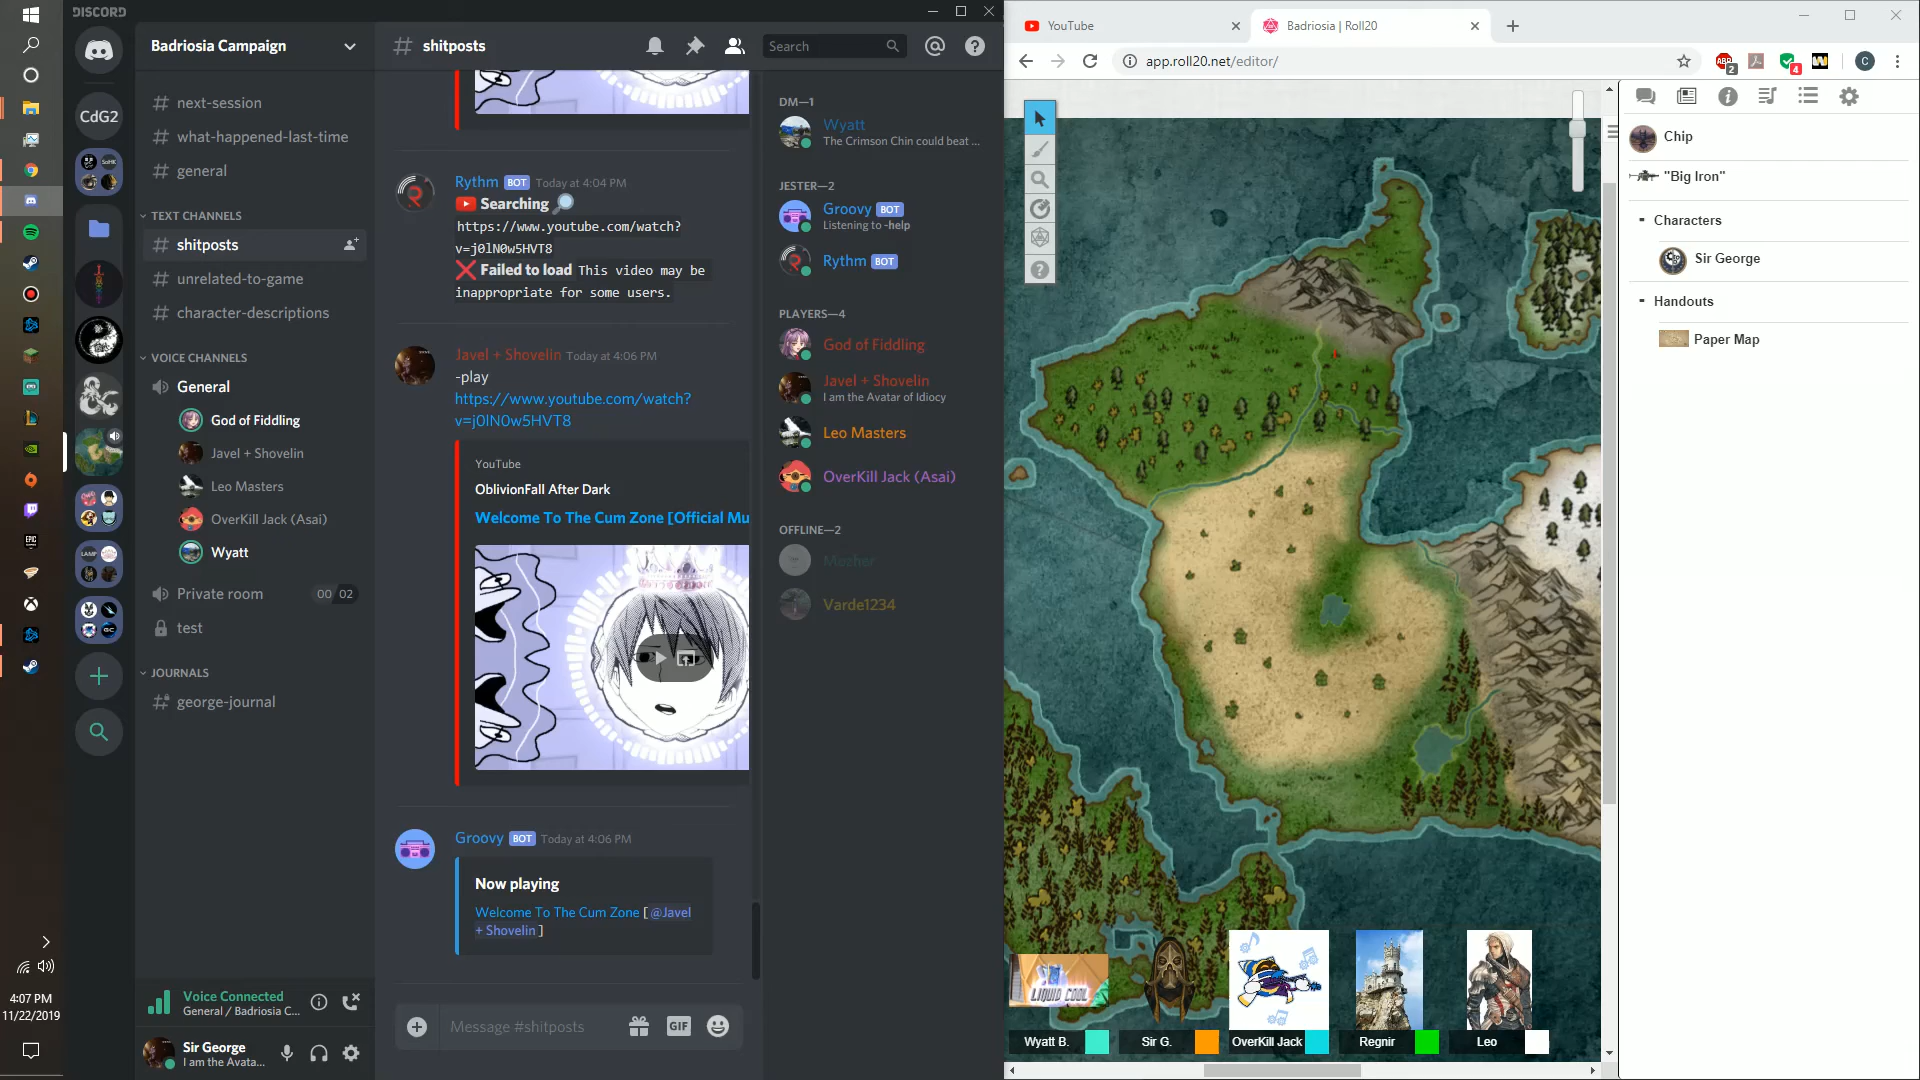 DISCORD
Badriosia Campaign
next-session
what-happened-last-time
general
TEXT CHANNELS
shitposts
unrelated-to-game
character-descriptions
VOICE CHANNELS
General
God of Fiddling
Javel + Shovelin
Leo Masters
OverKill Jack (Asai)
Wyatt
Private room
00 02
test
JOURNALS
george-journal
Voice Connected
General / Badriosia C...
Sir George
I am the Avata...
CdG2
EPIC
4:07 PM
11/22/2019
# shitposts
Search
Rythm BOT Today at 4:04 PM
Searching
https://www.youtube.com/watch?
v=j0lN0w5HVT8
Failed to load This video may be
inappropriate for some users.
Javel + Shovelin Today at 4:06 PM
-play
https://www.youtube.com/watch?
v=j0lN0w5HVT8
YouTube
OblivionFall After Dark
Welcome To The Cum Zone [Official Mu
Groovy BOT Today at 4:06 PM
Now playing
Welcome To The Cum Zone [ @Javel
+ Shovelin ]
Message #shitposts
GIF
DM—1
Wyatt
The Crimson Chin could beat ...
JESTER—2
Groovy BOT
Listening to -help
Rythm BOT
PLAYERS—4
God of Fiddling
Javel + Shovelin
I am the Avatar of Idiocy
Leo Masters
OverKill Jack (Asai)
OFFLINE—2
Mozher
Varde1234
YouTube
Badriosia | Roll20
app.roll20.net/editor/
ABP
2
4
W
C
Chip
"Big Iron"
Characters
Sir George
Handouts
Paper Map
LIQUID COOL
Wyatt B.
Sir G.
OverKill Jack
Regnir
Leo